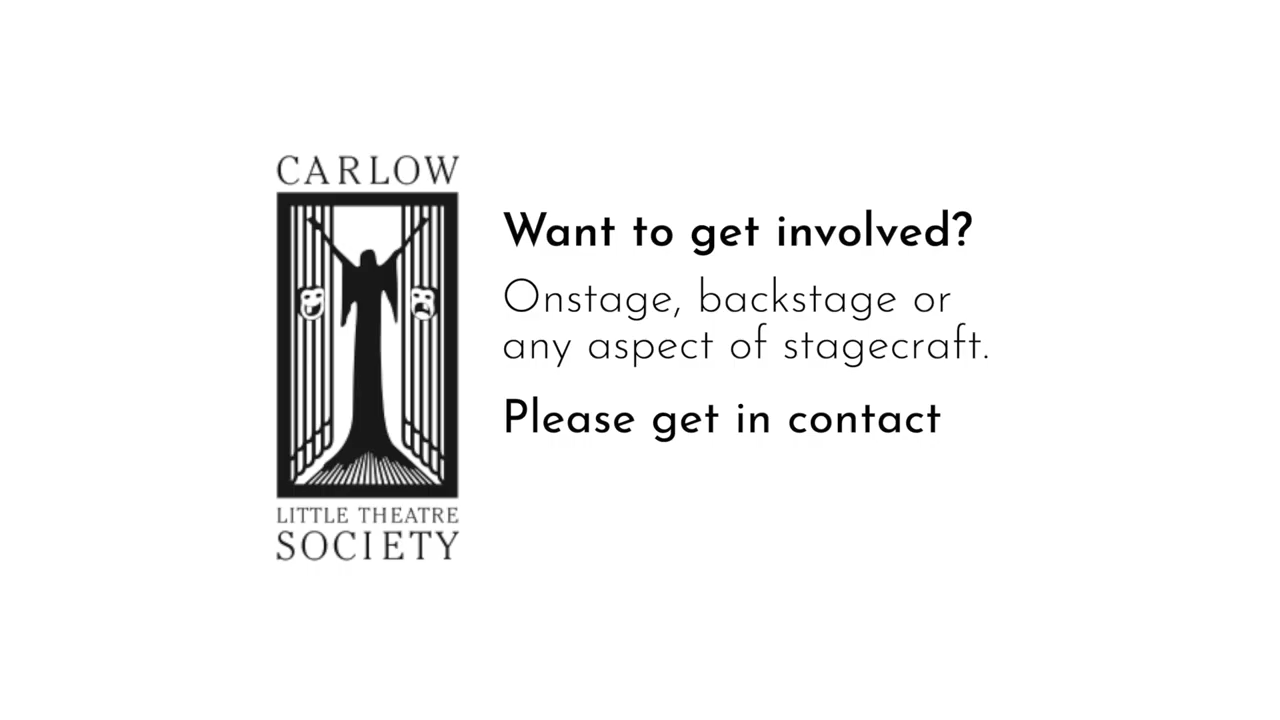 CARLOW
LITTLE THEATRE
SOCIETY
Want to get involved?
Onstage, backstage or
any aspect of stagecraft.
Please get in contact